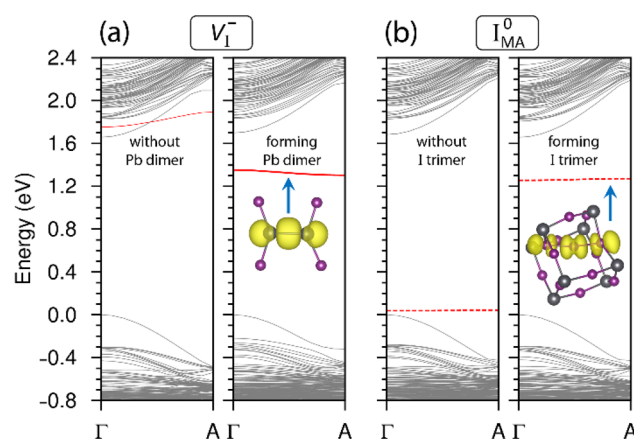 (a) V_I^- (b) I_MA^0
2.4
2.0
1.6
1.2
0.8
0.4
0.0
-0.4
-0.8
Energy (eV)
without
Pb dimer
forming
Pb dimer
without
I trimer
forming
I trimer
Γ A Γ A Γ A Γ A